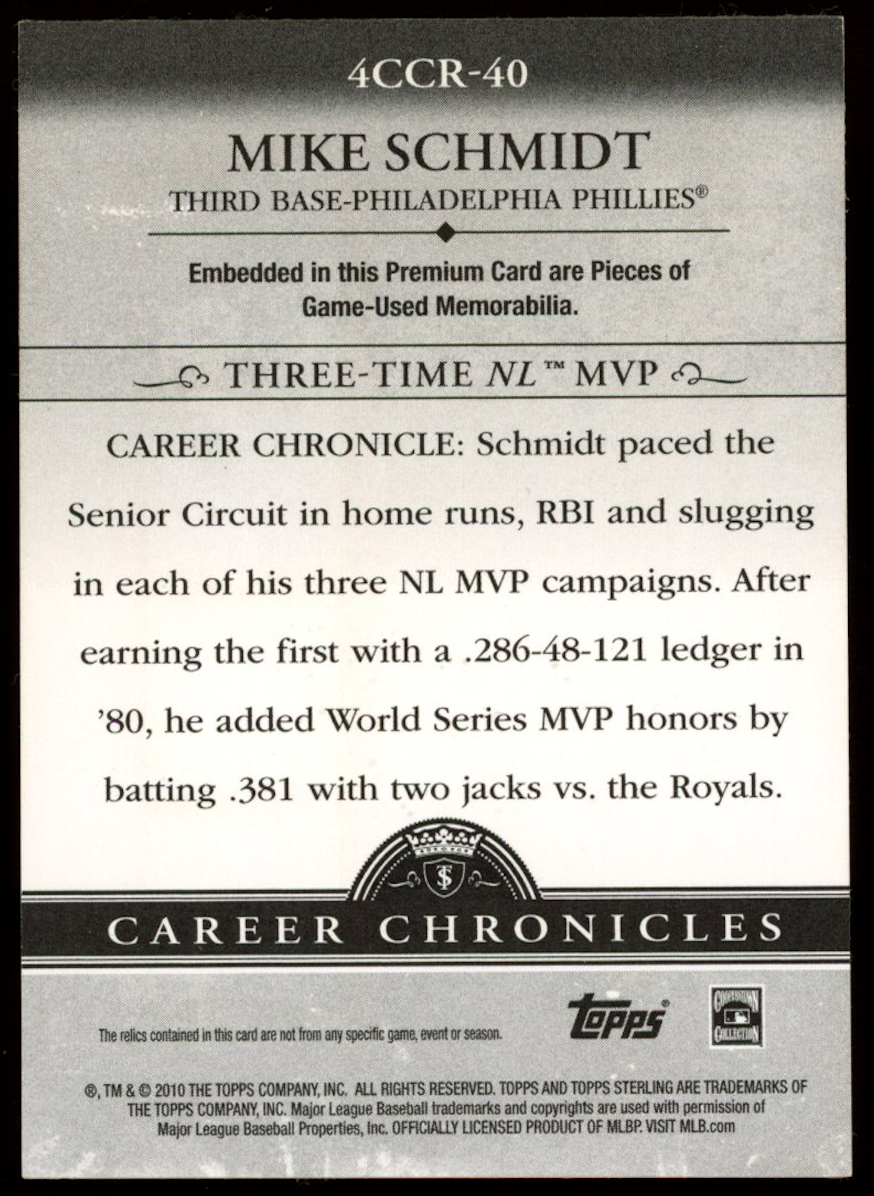 4CCR-40
MIKE SCHMIDT
THIRD BASE-PHILADELPHIA PHILLIES®
Embedded in this Premium Card are Pieces of
Game-Used Memorabilia.
THREE-TIME NL™ MVP
CAREER CHRONICLE: Schmidt paced the
Senior Circuit in home runs, RBI and slugging
in each of his three NL MVP campaigns. After
earning the first with a .286-48-121 ledger in
’80, he added World Series MVP honors by
batting .381 with two jacks vs. the Royals.
TS
CAREER CHRONICLES
The relics contained in this card are not from any specific game, event or season.
Topps®
COOPERSTOWN
COLLECTION
®, TM & © 2010 THE TOPPS COMPANY, INC. ALL RIGHTS RESERVED. TOPPS AND TOPPS STERLING ARE TRADEMARKS OF
THE TOPPS COMPANY, INC. Major League Baseball trademarks and copyrights are used with permission of
Major League Baseball Properties, Inc. OFFICIALLY LICENSED PRODUCT OF MLBP. VISIT MLB.com